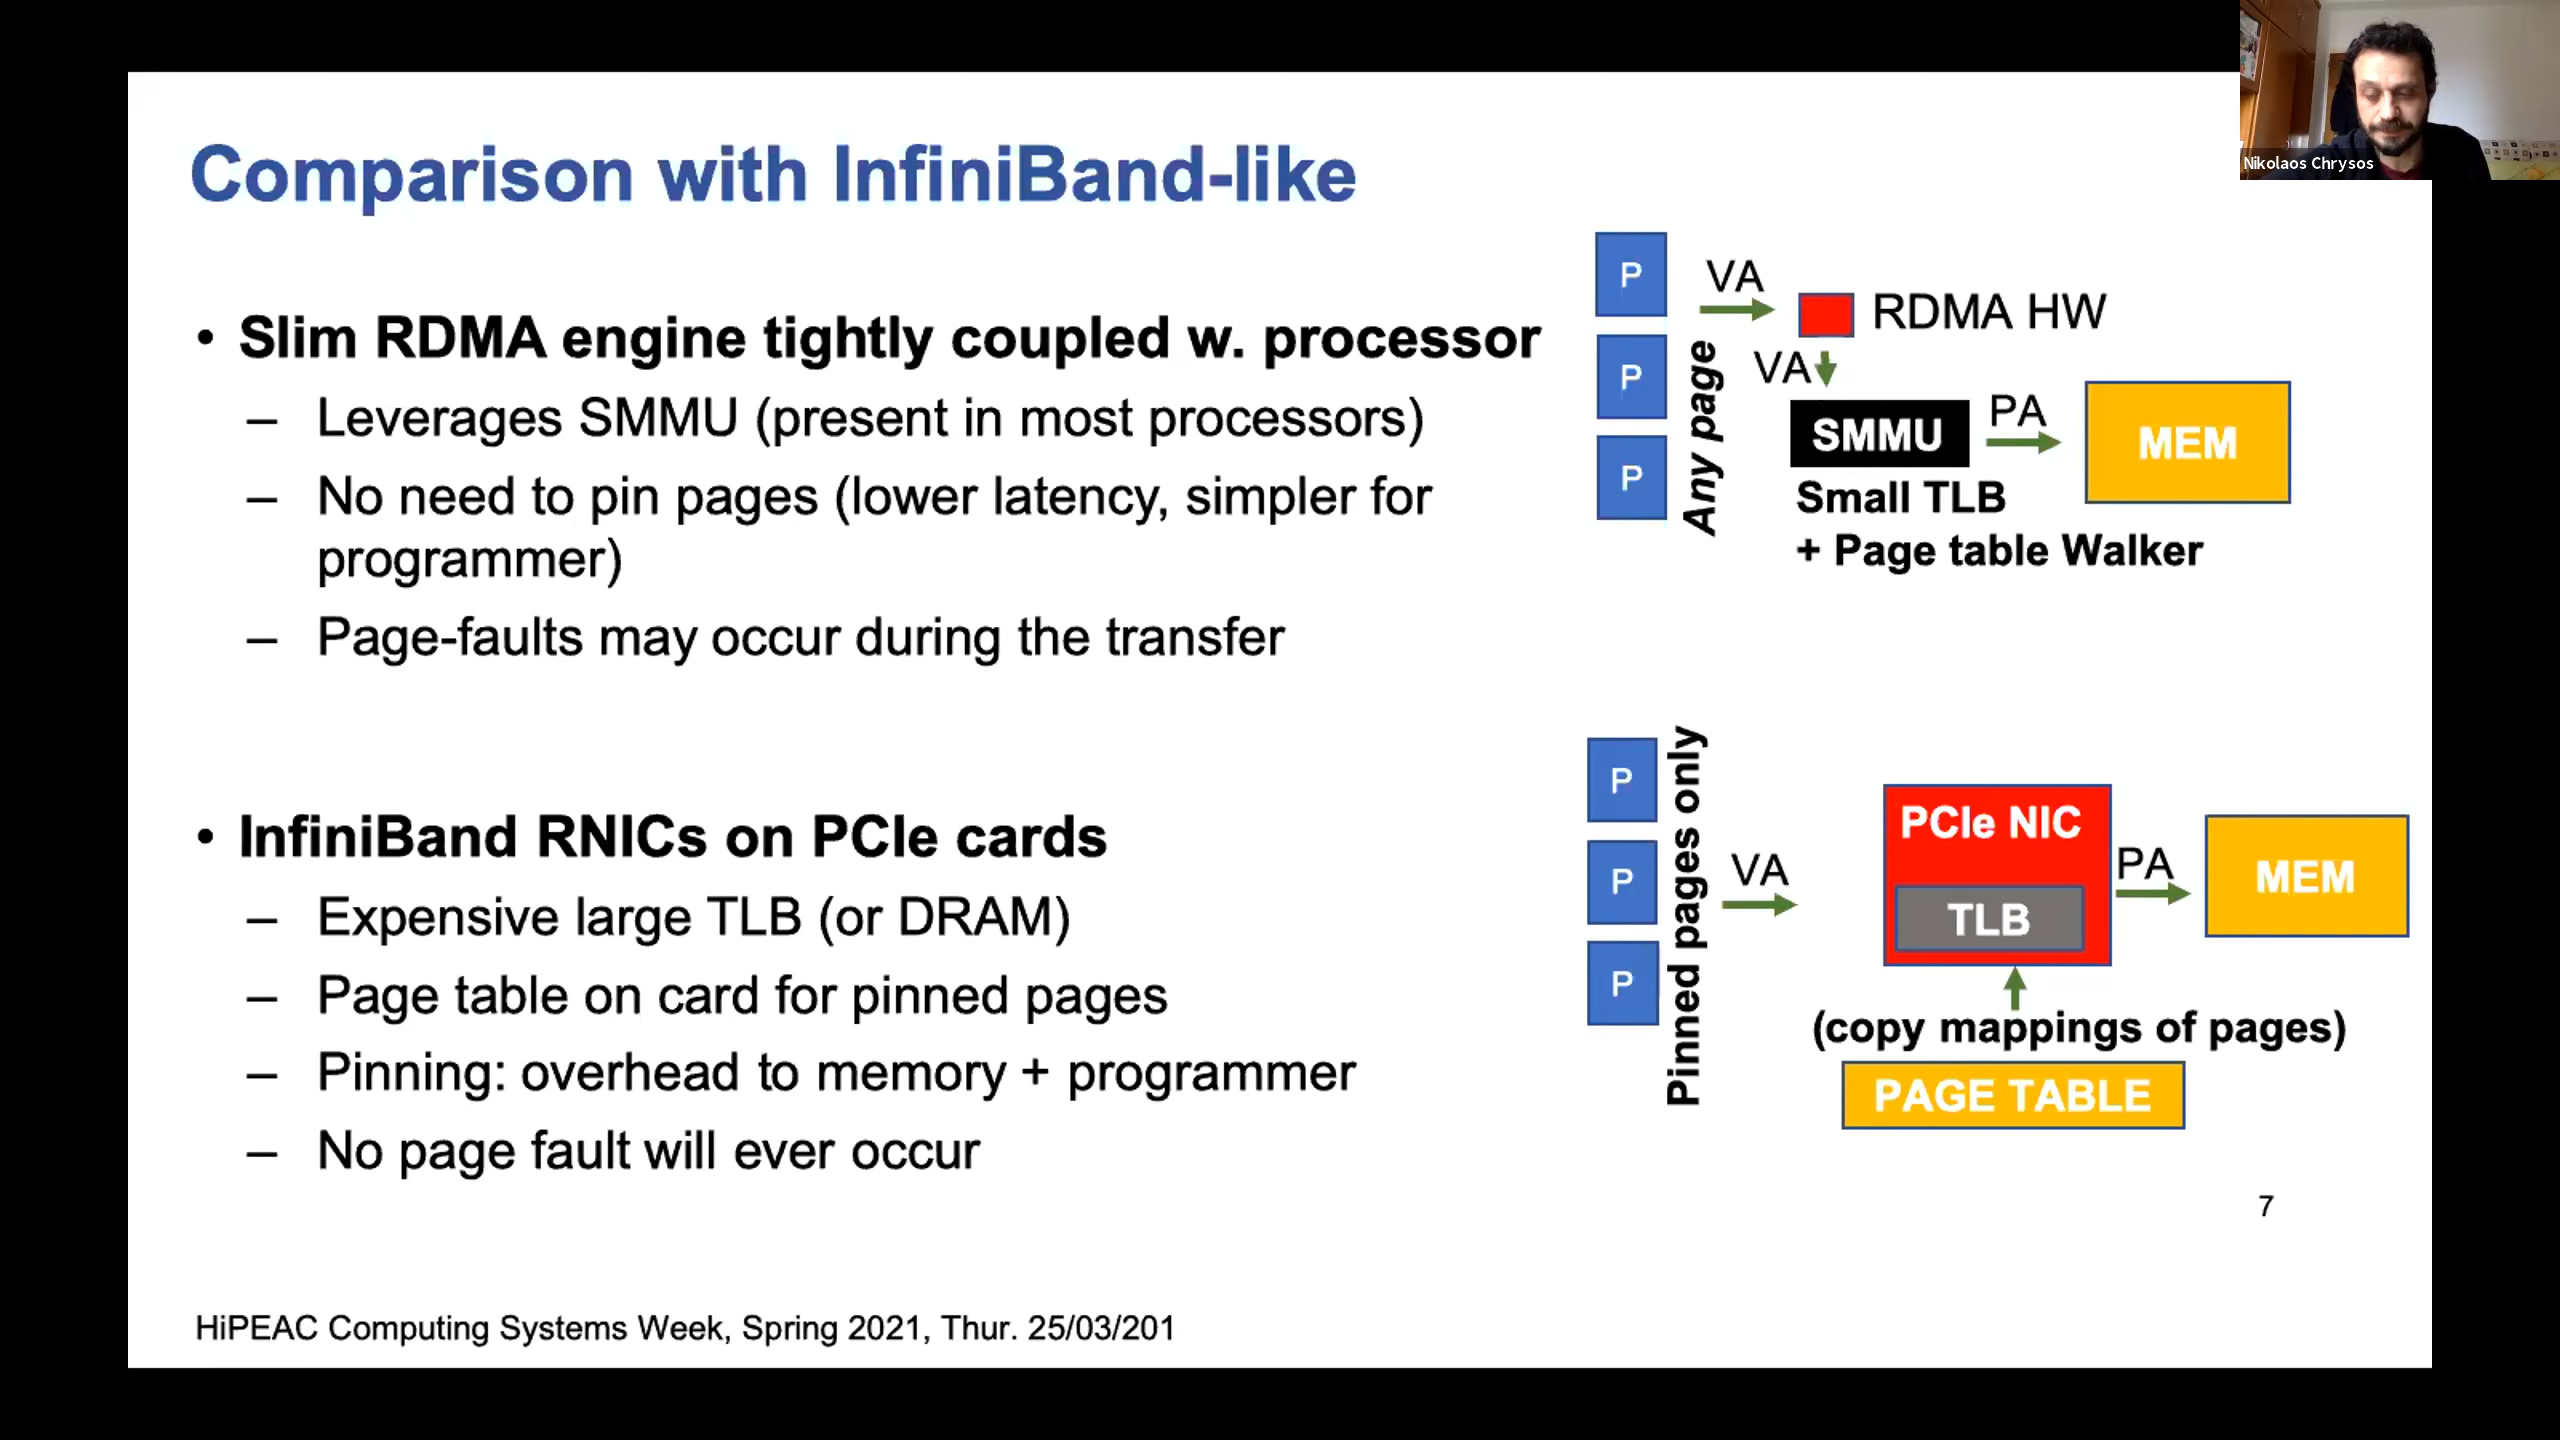 Nikolaos Chrysos
Comparison with InfiniBand-like
• Slim RDMA engine tightly coupled w. processor
– Leverages SMMU (present in most processors)
– No need to pin pages (lower latency, simpler for
programmer)
– Page-faults may occur during the transfer
P
P
P
Any page
VA
RDMA HW
VA
SMMU
PA
MEM
Small TLB
+ Page table Walker
• InfiniBand RNICs on PCIe cards
– Expensive large TLB (or DRAM)
– Page table on card for pinned pages
– Pinning: overhead to memory + programmer
– No page fault will ever occur
P
P
P
Pinned pages only
VA
PCIe NIC
TLB
PA
MEM
(copy mappings of pages)
PAGE TABLE
7
HiPEAC Computing Systems Week, Spring 2021, Thur. 25/03/201